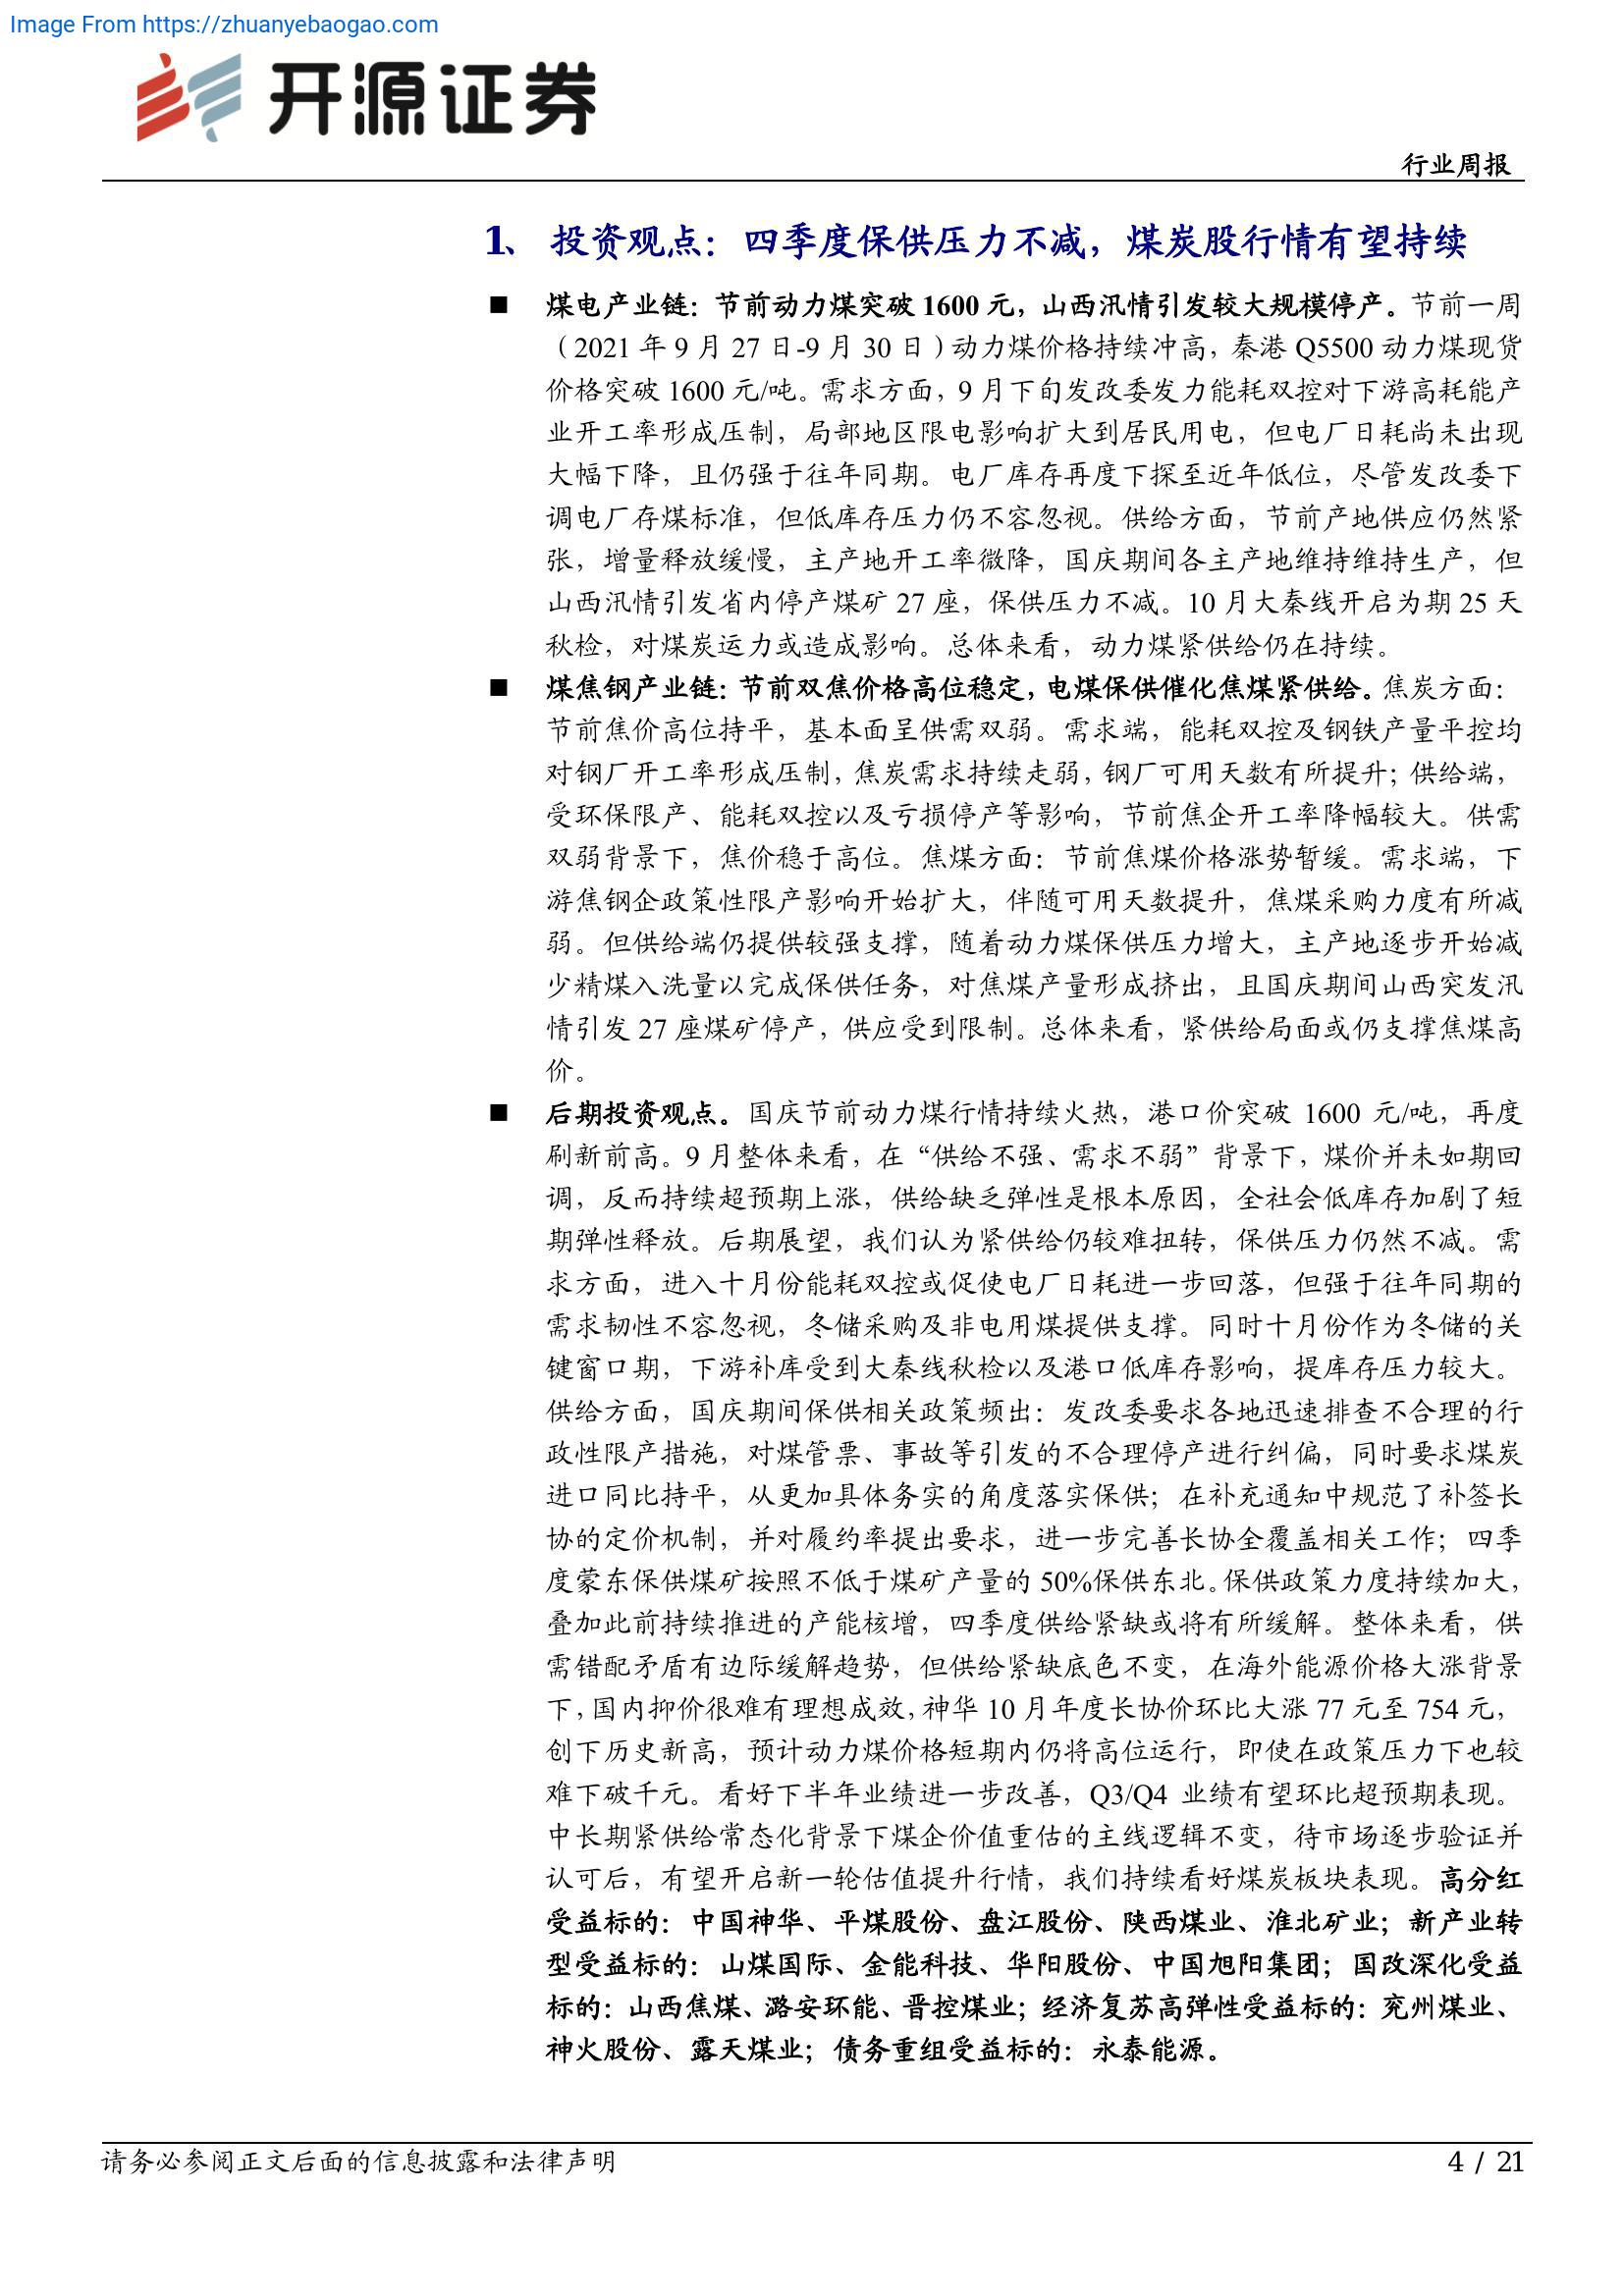 Image From https://zhuanyebaogao.com
开源证券
行业周报
1、 投资观点：四季度保供压力不减，煤炭股行情有望持续
■ 煤电产业链：节前动力煤突破 1600 元，山西汛情引发较大规模停产。节前一周
（2021 年 9 月 27 日-9 月 30 日）动力煤价格持续冲高，秦港 Q5500 动力煤现货
价格突破 1600 元/吨。需求方面，9 月下旬发改委发力能耗双控对下游高耗能产
业开工率形成压制，局部地区限电影响扩大到居民用电，但电厂日耗尚未出现
大幅下降，且仍强于往年同期。电厂库存再度下探至近年低位，尽管发改委下
调电厂存煤标准，但低库存压力仍不容忽视。供给方面，节前产地供应仍然紧
张，增量释放缓慢，主产地开工率微降，国庆期间各主产地维持维持生产，但
山西汛情引发省内停产煤矿 27 座，保供压力不减。10 月大秦线开启为期 25 天
秋检，对煤炭运力或造成影响。总体来看，动力煤紧供给仍在持续。
■ 煤焦钢产业链：节前双焦价格高位稳定，电煤保供催化焦煤紧供给。焦炭方面：
节前焦价高位持平，基本面呈供需双弱。需求端，能耗双控及钢铁产量平控均
对钢厂开工率形成压制，焦炭需求持续走弱，钢厂可用天数有所提升；供给端，
受环保限产、能耗双控以及亏损停产等影响，节前焦企开工率降幅较大。供需
双弱背景下，焦价稳于高位。焦煤方面：节前焦煤价格涨势暂缓。需求端，下
游焦钢企政策性限产影响开始扩大，伴随可用天数提升，焦煤采购力度有所减
弱。但供给端仍提供较强支撑，随着动力煤保供压力增大，主产地逐步开始减
少精煤入洗量以完成保供任务，对焦煤产量形成挤出，且国庆期间山西突发汛
情引发 27 座煤矿停产，供应受到限制。总体来看，紧供给局面或仍支撑焦煤高
价。
■ 后期投资观点。国庆节前动力煤行情持续火热，港口价突破 1600 元/吨，再度
刷新前高。9 月整体来看，在“供给不强、需求不弱”背景下，煤价并未如期回
调，反而持续超预期上涨，供给缺乏弹性是根本原因，全社会低库存加剧了短
期弹性释放。后期展望，我们认为紧供给仍较难扭转，保供压力仍然不减。需
求方面，进入十月份能耗双控或促使电厂日耗进一步回落，但强于往年同期的
需求韧性不容忽视，冬储采购及非电用煤提供支撑。同时十月份作为冬储的关
键窗口期，下游补库受到大秦线秋检以及港口低库存影响，提库存压力较大。
供给方面，国庆期间保供相关政策频出：发改委要求各地迅速排查不合理的行
政性限产措施，对煤管票、事故等引发的不合理停产进行纠偏，同时要求煤炭
进口同比持平，从更加具体务实的角度落实保供；在补充通知中规范了补签长
协的定价机制，并对履约率提出要求，进一步完善长协全覆盖相关工作；四季
度蒙东保供煤矿按照不低于煤矿产量的 50%保供东北。保供政策力度持续加大，
叠加此前持续推进的产能核增，四季度供给紧缺或将有所缓解。整体来看，供
需错配矛盾有边际缓解趋势，但供给紧缺底色不变，在海外能源价格大涨背景
下，国内抑价很难有理想成效，神华 10 月年度长协价环比大涨 77 元至 754 元，
创下历史新高，预计动力煤价格短期内仍将高位运行，即使在政策压力下也较
难下破千元。看好下半年业绩进一步改善，Q3/Q4 业绩有望环比超预期表现。
中长期紧供给常态化背景下煤企价值重估的主线逻辑不变，待市场逐步验证并
认可后，有望开启新一轮估值提升行情，我们持续看好煤炭板块表现。高分红
受益标的：中国神华、平煤股份、盘江股份、陕西煤业、淮北矿业；新产业转
型受益标的：山煤国际、金能科技、华阳股份、中国旭阳集团；国改深化受益
标的：山西焦煤、潞安环能、晋控煤业；经济复苏高弹性受益标的：兖州煤业、
神火股份、露天煤业；债务重组受益标的：永泰能源。
请务必参阅正文后面的信息披露和法律声明
4 / 21